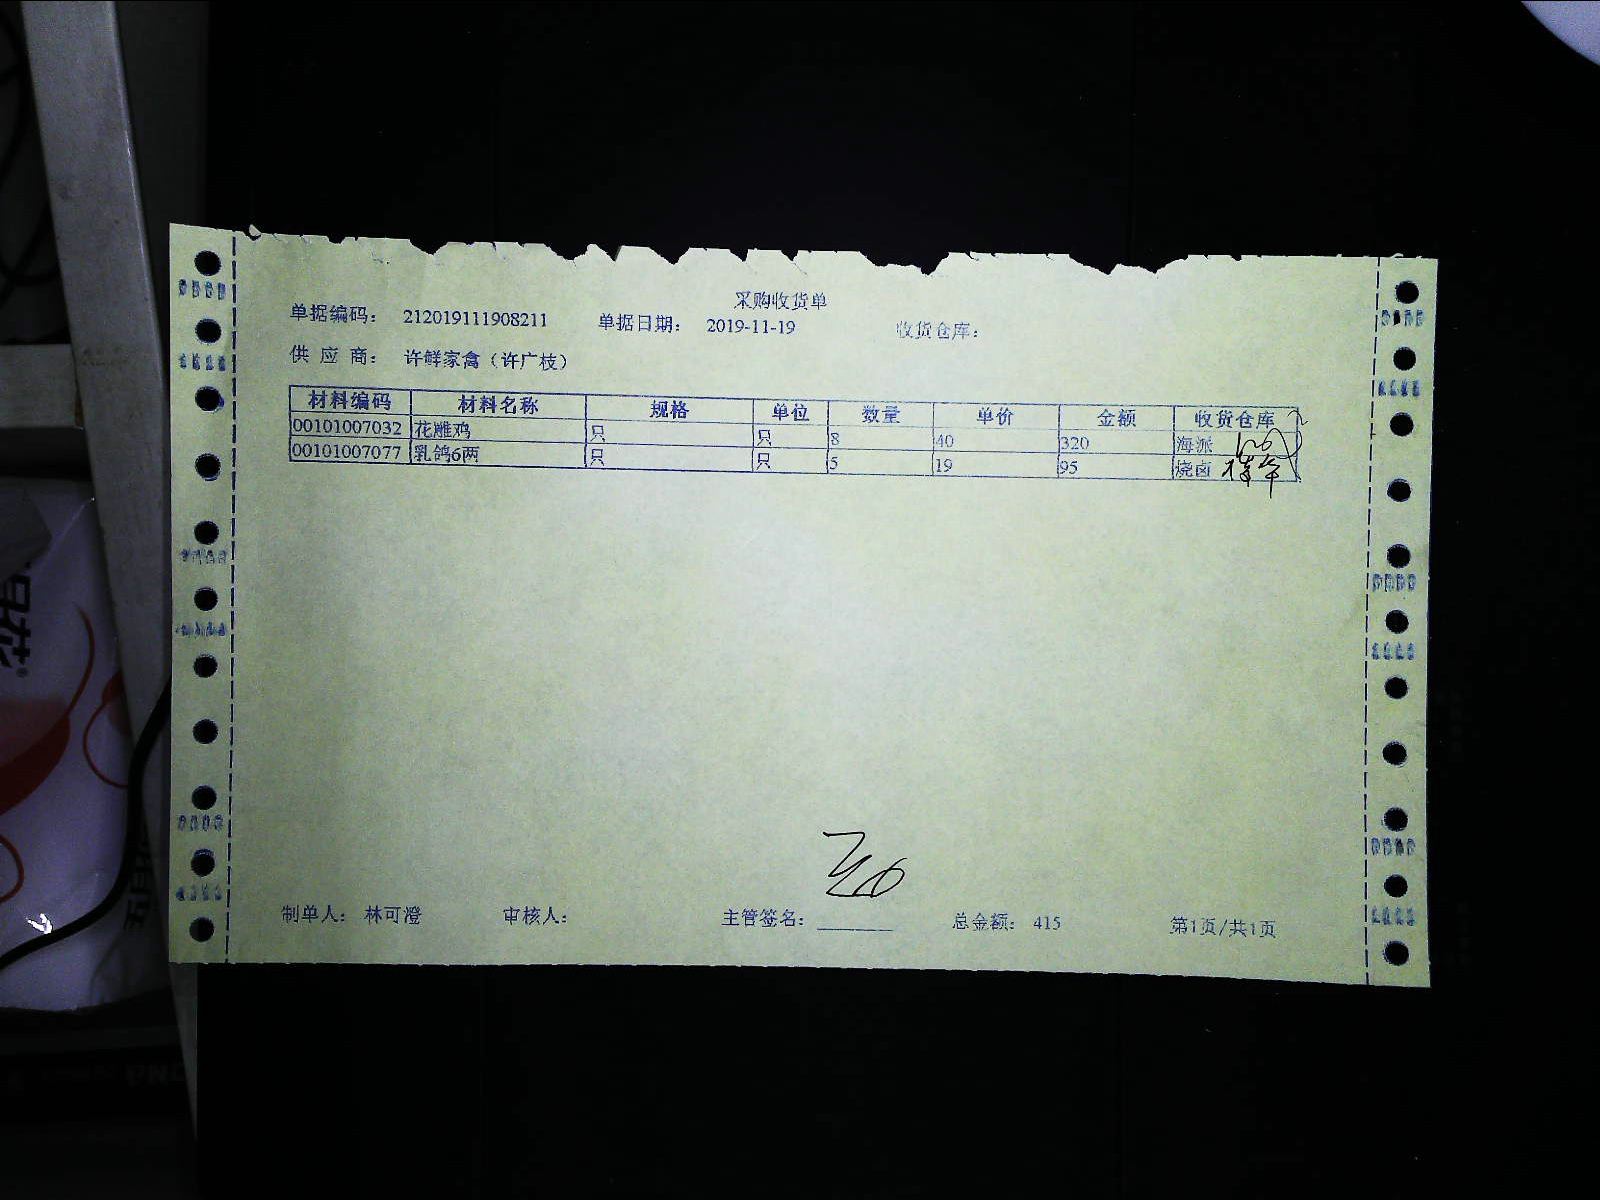 采购收货单
单据编码： 212019111908211 单据日期： 2019-11-19 收货仓库：
供 应 商： 许鲜家禽（许广枝）
材料编码 材料名称 规格 单位 数量 单价 金额 收货仓库
00101007032 花雕鸡 只 只 8 40 320 海派
00101007077 乳鸽6两 只 只 5 19 95 烧卤
制单人： 林可澄 审核人： 主管签名： 总金额： 415 第1页/共1页